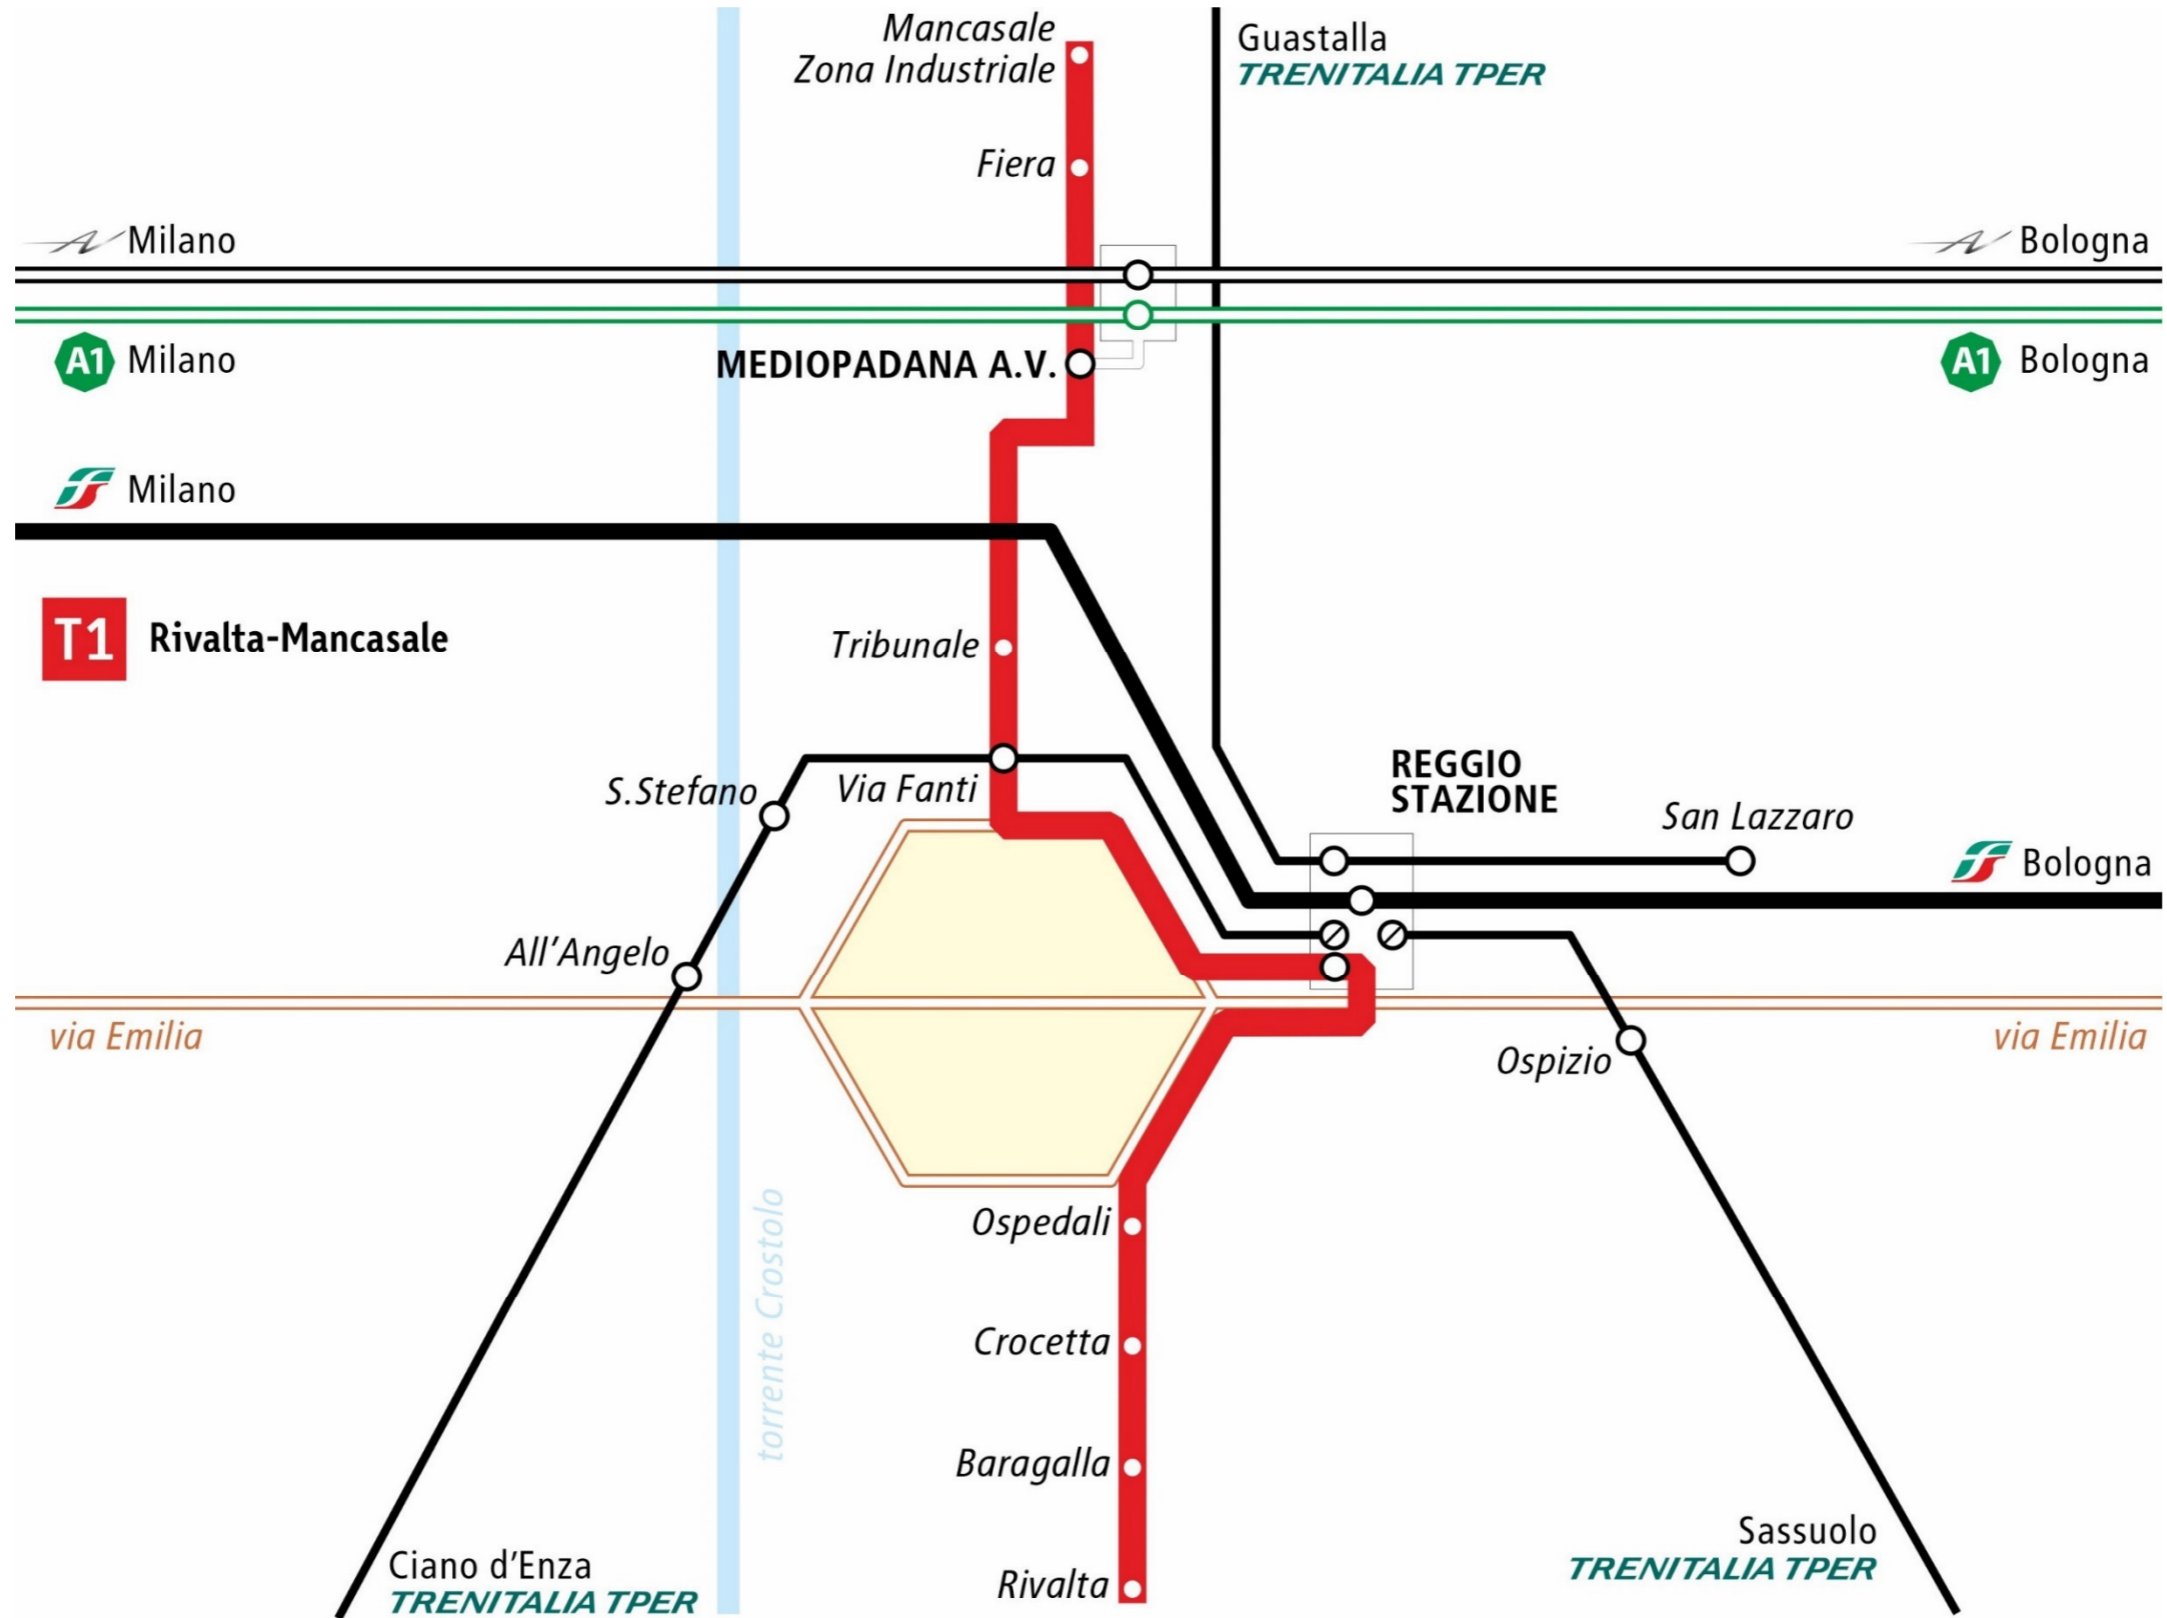 Mancasale
Zona Industriale
Guastalla
TRENITALIA TPER
Fiera
Milano
Bologna
A1 Milano
MEDIOPADANA A.V.
A1 Bologna
Milano
T1 Rivalta-Mancasale
Tribunale
S.Stefano
Via Fanti
REGGIO
STAZIONE
San Lazzaro
Bologna
All'Angelo
via Emilia
via Emilia
Ospizio
torrente Crostolo
Ospedali
Crocetta
Baragalla
Rivalta
Ciano d'Enza
TRENITALIA TPER
Sassuolo
TRENITALIA TPER